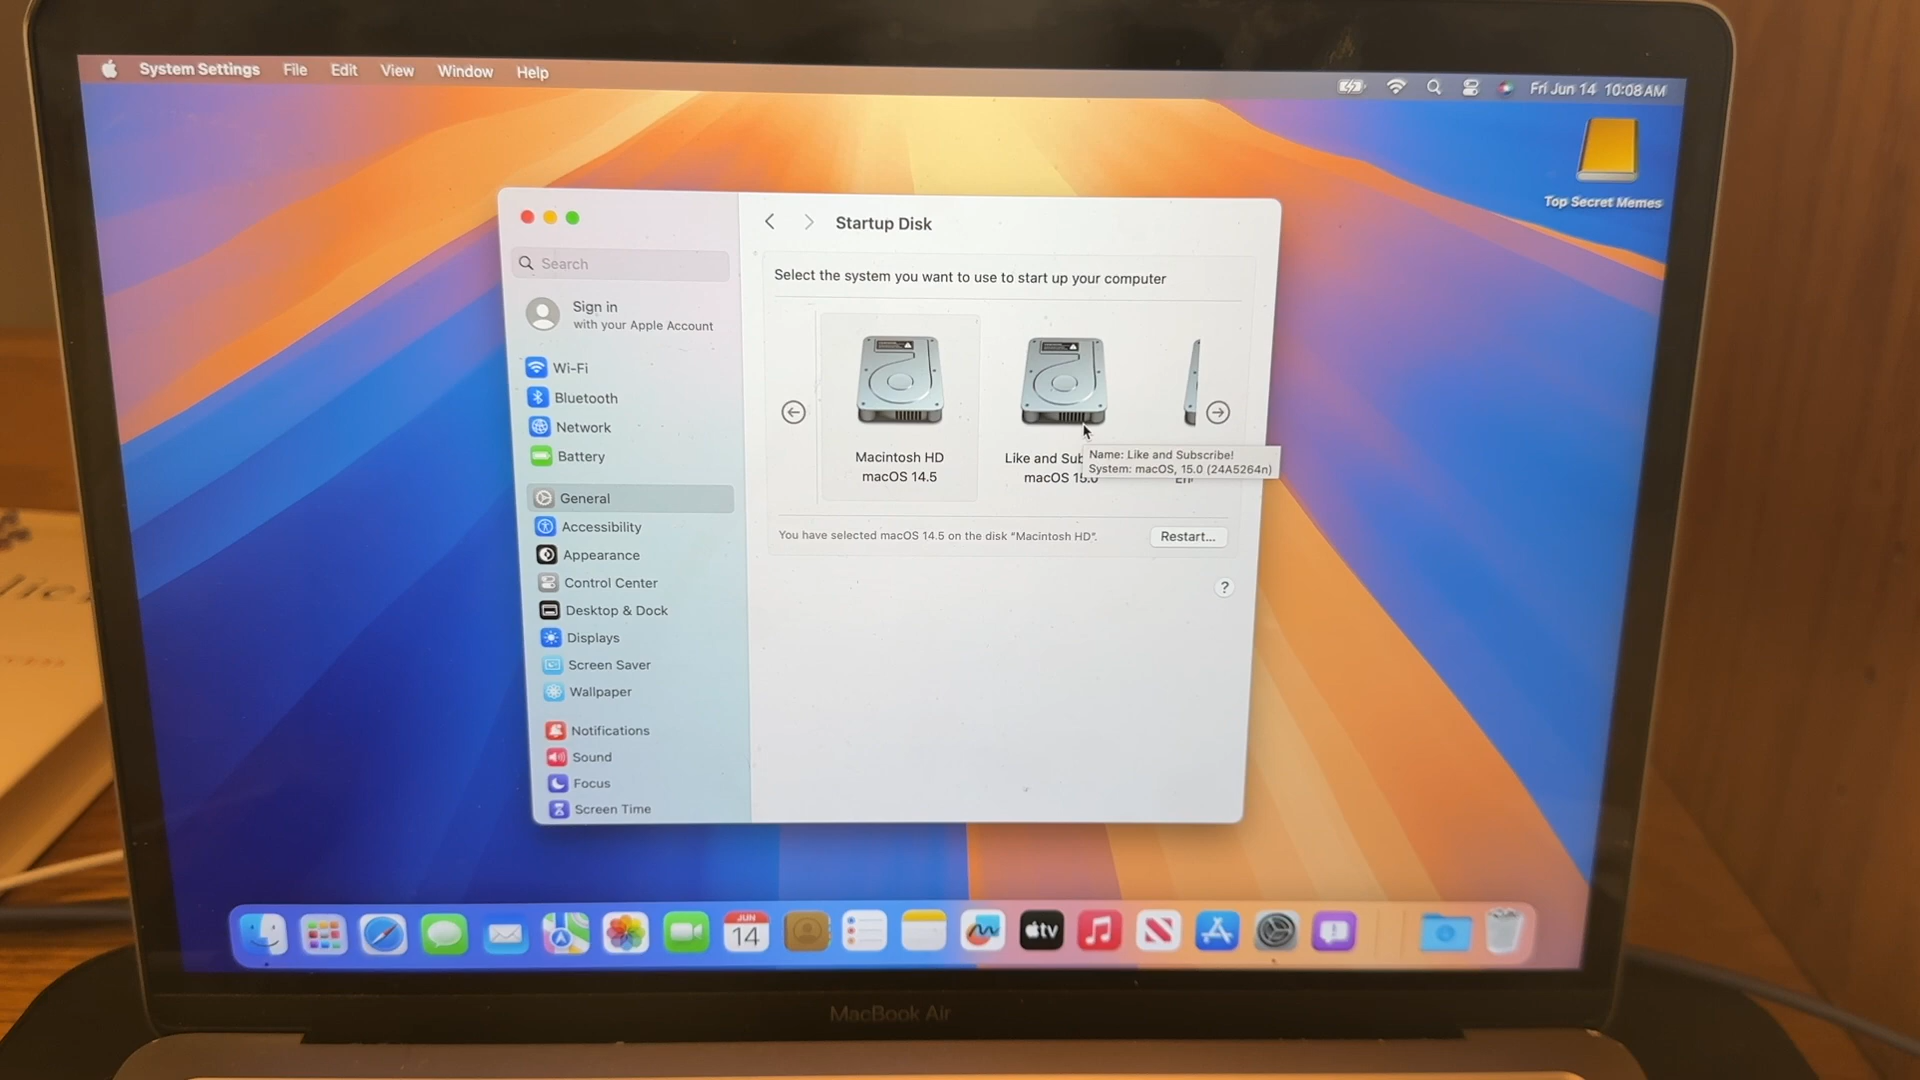 System Settings File Edit View Window Help
Fri Jun 14 10:08 AM
Top Secret Memes
Startup Disk
Search
Select the system you want to use to start up your computer
Sign in
with your Apple Account
Wi-Fi
Bluetooth
Network
Battery
General
Accessibility
Appearance
Control Center
Desktop & Dock
Displays
Screen Saver
Wallpaper
Notifications
Sound
Focus
Screen Time
Macintosh HD
macOS 14.5
Like and Sub
macOS 15.0
Name: Like and Subscribe!
System: macOS, 15.0 (24A5264n)
You have selected macOS 14.5 on the disk "Macintosh HD".
Restart...
?
JUN
14
tv
MacBook Air